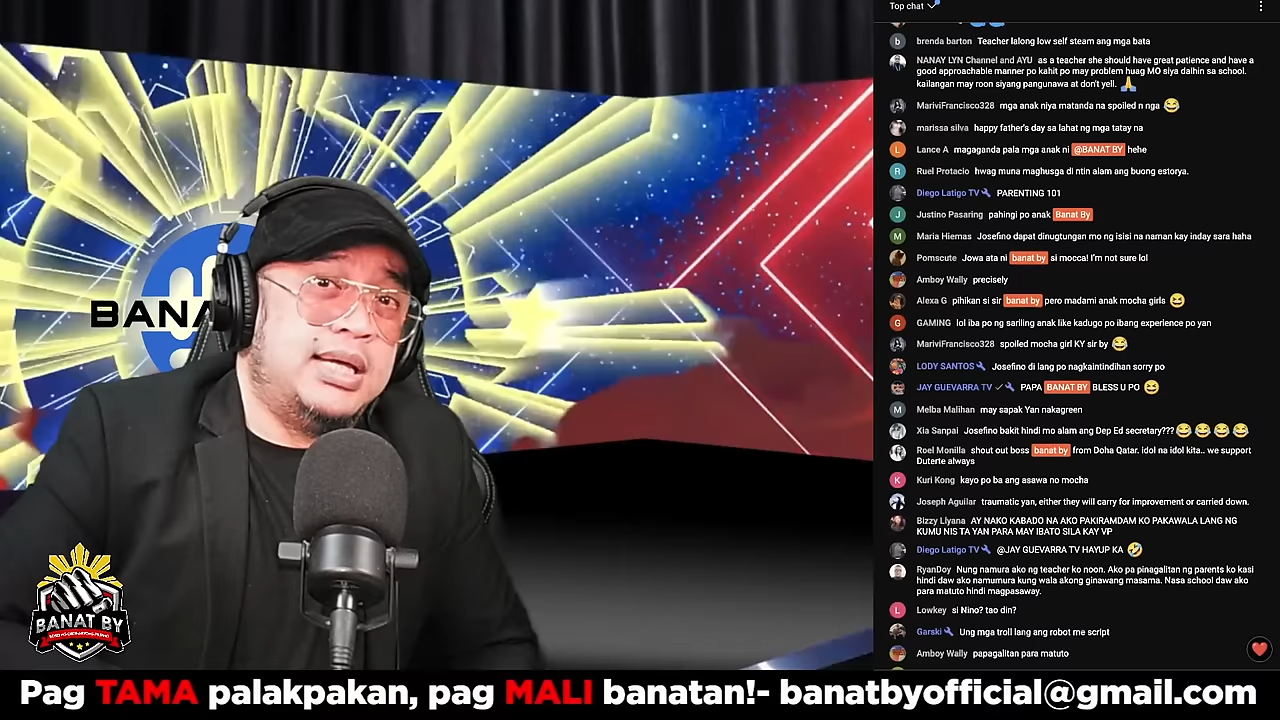 Top chat
brenda barton Teacher lalong low self steam ang mga bata
NANAY LYN Channel and AYU as a teacher she should have great patience and have a
good approachable manner po kahit po may problem huag MO siya dalhin sa school.
kailangan may roon siyang pangunawa at don't yell.
MariviFrancisco328 mga anak niya matanda na spoiled n nga
marissa silva happy father's day sa lahat ng mga tatay na
Lance A magaganda pala mga anak ni @BANAT BY hehe
Ruel Protacio hwag muna maghusga di ntin alam ang buong estorya.
Diego Latigo TV PARENTING 101
Justino Pasaring pahingi po anak Banat By
Maria Hiemas Josefino dapat dinugtungan mo ng isisi na naman kay inday sara haha
Pomscute Jowa ata ni banat by si mocca! I'm not sure lol
Amboy Wally precisely
Alexa G pihikan si sir banat by pero madami anak mocha girls
GAMING lol iba po ng sariling anak like kadugo po ibang experience po yan
MariviFrancisco328 spoiled mocha girl KY sir by
LODY SANTOS Josefino di lang po nagkaintindihan sorry po
JAY GUEVARRA TV PAPA BANAT BY BLESS U PO
Melba Malihan may sapak Yan nakagreen
Xia Sanpai Josefino bakit hindi mo alam ang Dep Ed secretary???
Roel Monilla shout out boss banat by from Doha Qatar. idol na idol kita.. we support
Duterte always
Kuri Kong kayo po ba ang asawa no mocha
Joseph Aguilar traumatic yan, either they will carry for improvement or carried down.
Bizzy Llyana AY NAKO KABADO NA AKO PAKIRAMDAM KO PAKAWALA LANG NG
KUMU NIS TA YAN PARA MAY IBATO SILA KAY VP
Diego Latigo TV @JAY GUEVARRA TV HAYUP KA
RyanDoy Nung namura ako ng teacher ko noon. Ako pa pinagalitan ng parents ko kasi
hindi daw ako namumura kung wala akong ginawang masama. Nasa school daw ako
para matuto hindi magpasaway.
Lowkey si Nino? tao din?
Garski Ung mga troll lang ang robot me script
Amboy Wally papagalitan para matuto
BANA
BANAT BY
Pag TAMA palakpakan, pag MALI banatan!- banatbyofficial@gmail.com